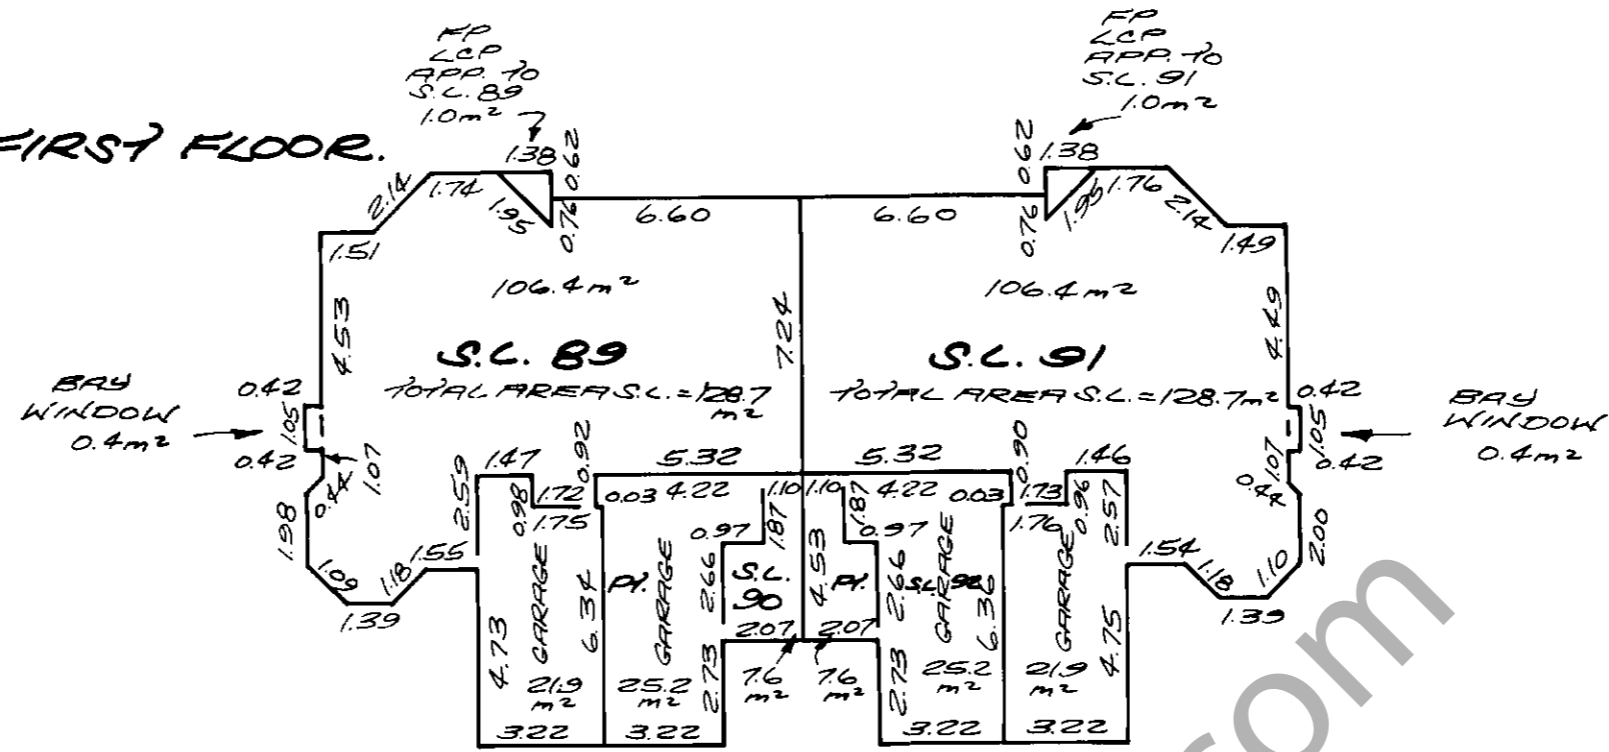 FIRST FLOOR.
FP
LCP
APP. TO
S.L. 89
1.0m²
FP
LCP
APP. TO
S.L. 91
1.0m²
1.38
0.62
0.62
1.38
2.14
1.74
1.95
0.76
6.60
6.60
0.76
1.95
1.76
2.14
1.51
1.49
106.4m²
106.4m²
4.53
7.24
4.49
S.L. 89
S.L. 91
TOTAL AREA S.L. = 128.7
m²
TOTAL AREA S.L. = 128.7m²
BAY
WINDOW
0.4m²
0.42
1.05
0.42
1.07
0.44
0.42
1.05
0.42
1.07
0.44
BAY
WINDOW
0.4m²
2.59
1.47
0.92
5.32
5.32
0.90
1.46
2.57
0.98
1.72
1.75
0.03
4.22
1.10
1.10
4.22
0.03
1.73
1.76
0.96
1.87
1.87
0.97
0.97
1.98
1.09
1.39
1.18
1.55
1.54
1.18
1.39
1.10
2.00
GARAGE
6.34
Pt.
GARAGE
2.66
S.L.
90
4.53
Pt.
2.66
S.L. 92
GARAGE
6.36
GARAGE
2.07
2.07
4.73
2.73
2.73
4.75
21.9
m²
25.2
m²
7.6
m²
7.6
m²
25.2
m²
21.9
m²
3.22
3.22
3.22
3.22
com